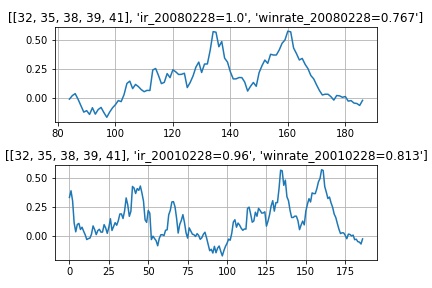 [[32, 35, 38, 39, 41], 'ir_20080228=1.0', 'winrate_20080228=0.767']
0.50
0.25
0.00
80 100 120 140 160 180
[[32, 35, 38, 39, 41], 'ir_20010228=0.96', 'winrate_20010228=0.813']
0.50
0.25
0.00
0 25 50 75 100 125 150 175